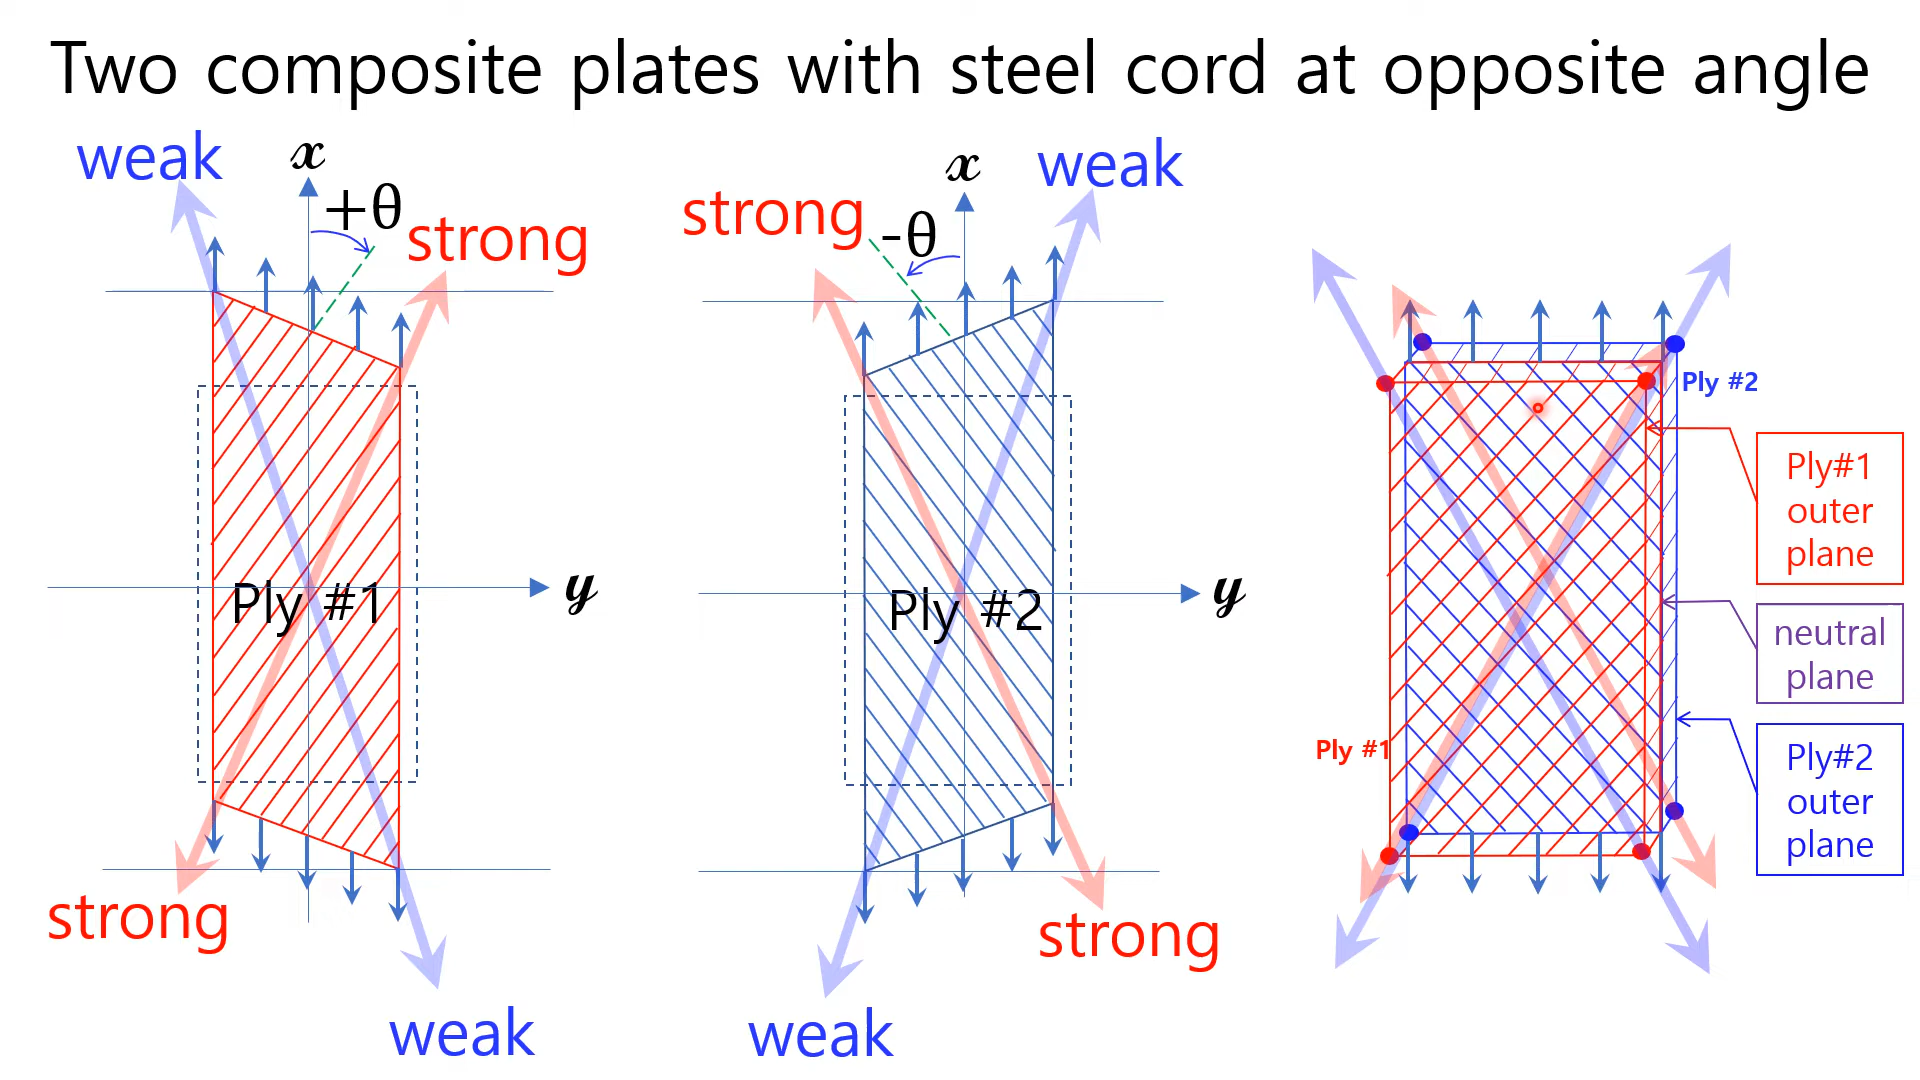 Two composite plates with steel cord at opposite angle
weak
x
+θ
strong
Ply #1
y
strong
weak
strong
-θ
x
weak
Ply #2
y
strong
weak
Ply #2
Ply #1
Ply#1
outer
plane
neutral
plane
Ply#2
outer
plane